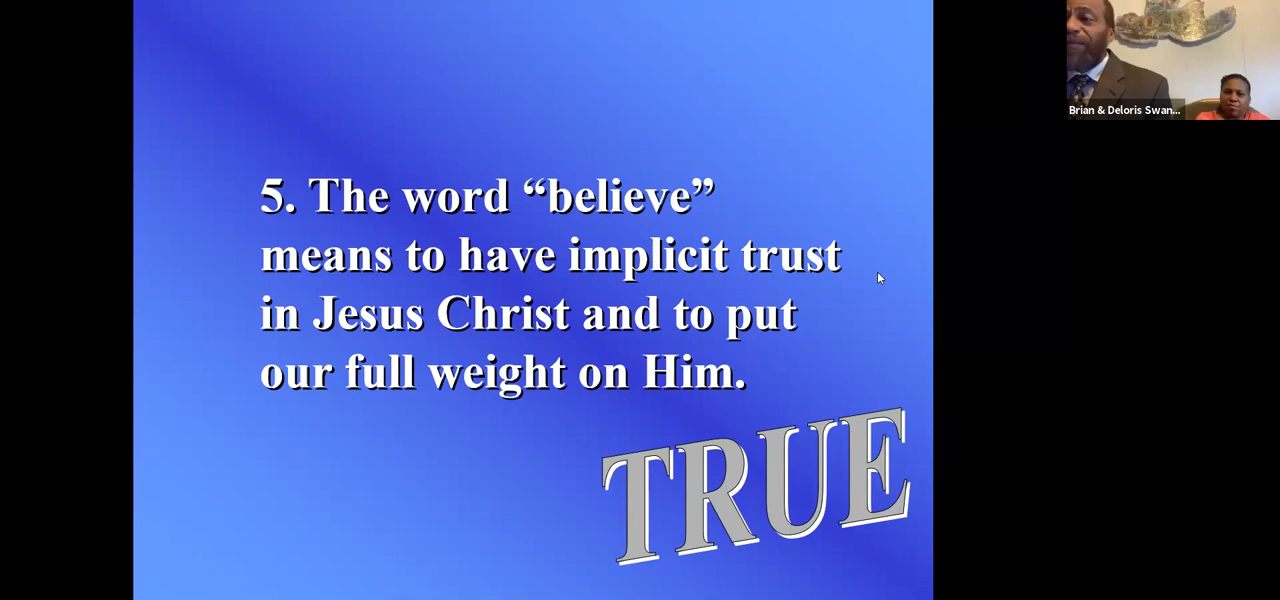 5. The word “believe”
means to have implicit trust
in Jesus Christ and to put
our full weight on Him.
TRUE
Brian & Deloris Swan...